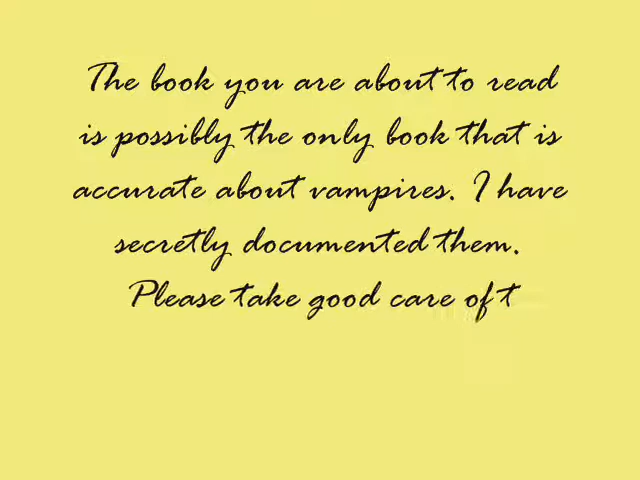 The book you are about to read
is possibly the only book that is
accurate about vampires. I have
secretly documented them.
Please take good care of t